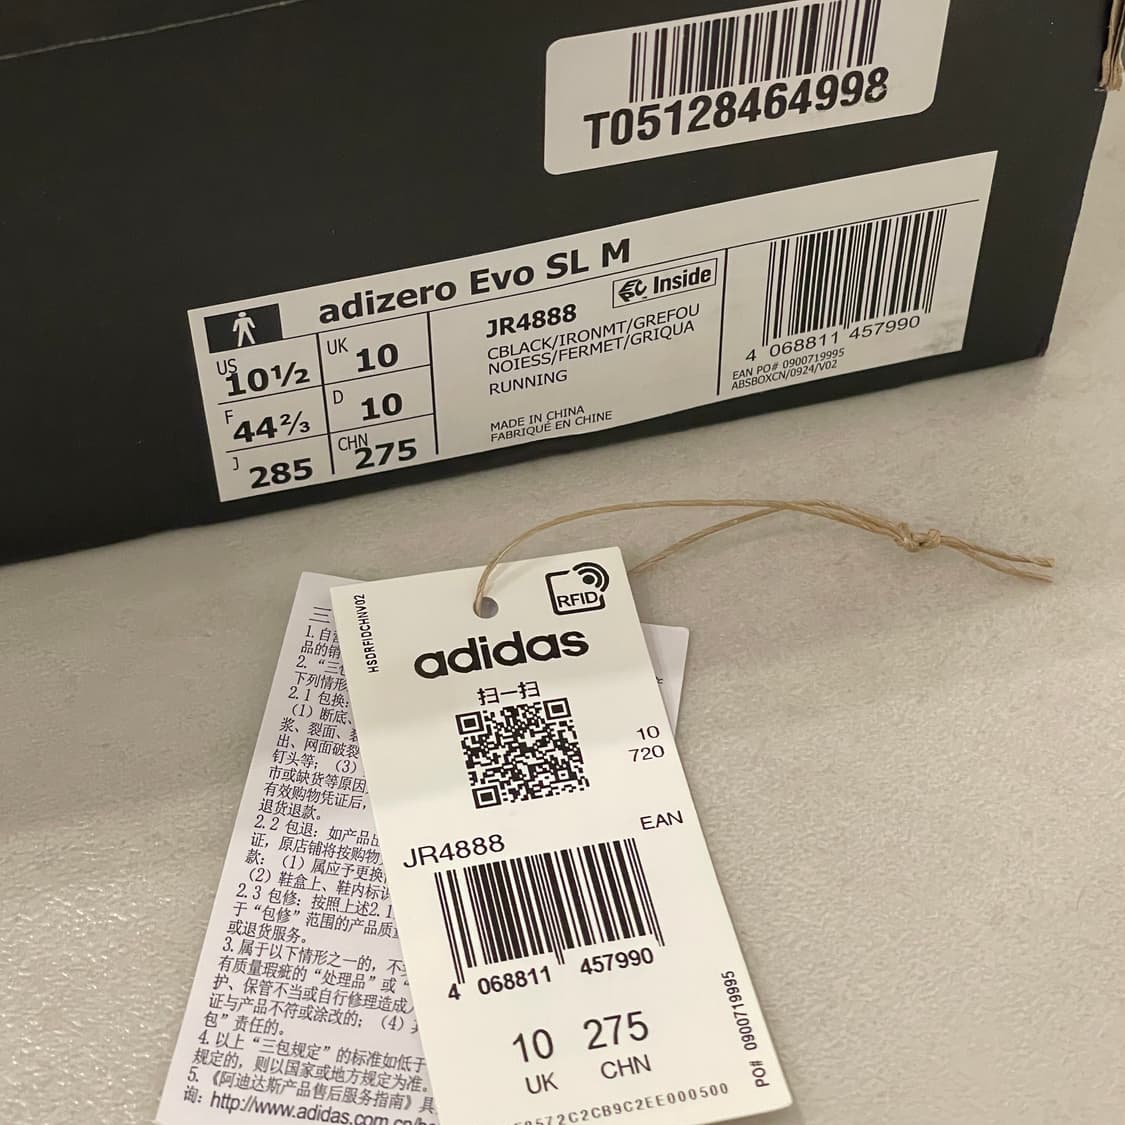 T05128464998
adizero Evo SL M
US 10½
UK 10
F 44⅔
D 10
J 285
CHN 275
JR4888
Inside
CBLACK/IRONMT/GREFOU
NOIESS/FERMET/GRIQUA
RUNNING
MADE IN CHINA
FABRIQUÉ EN CHINE
4 068811 457990
EAN PO# 0900719995
ABSBOXCN/0924/V02
HSDRFIDCHNV02
RFID
adidas
扫一扫
10
720
JR4888
EAN
4 068811 457990
10 275
UK CHN
PO# 0900719995
572C2CB9C2EE000500
三
1. 自
品的销
2. “三包
下列情形
2.1 包换:
(1) 断底、
浆、裂面、
出、网面破裂
钉头等; (3)
市或缺货等原因
有效购物凭证后,
退货退款。
2.2 包退: 如产品
证, 原店铺将按购物
款: (1) 属应予更换
(2) 鞋盒上、鞋内标
2.3 包修: 按照上述2.1
于“包修”范围的产品质
或退货服务。
3. 属于以下情形之一的, 不
有质量瑕疵的“处理品”或
护、保管不当或自行修理造成
证与产品不符或涂改的; (4)
包”责任的。
4. 以上“三包规定”的标准如低于
规定的, 则以国家或地方规定为准。
5. 《阿迪达斯产品售后服务指南》具
询: http://www.adidas.com.cn/